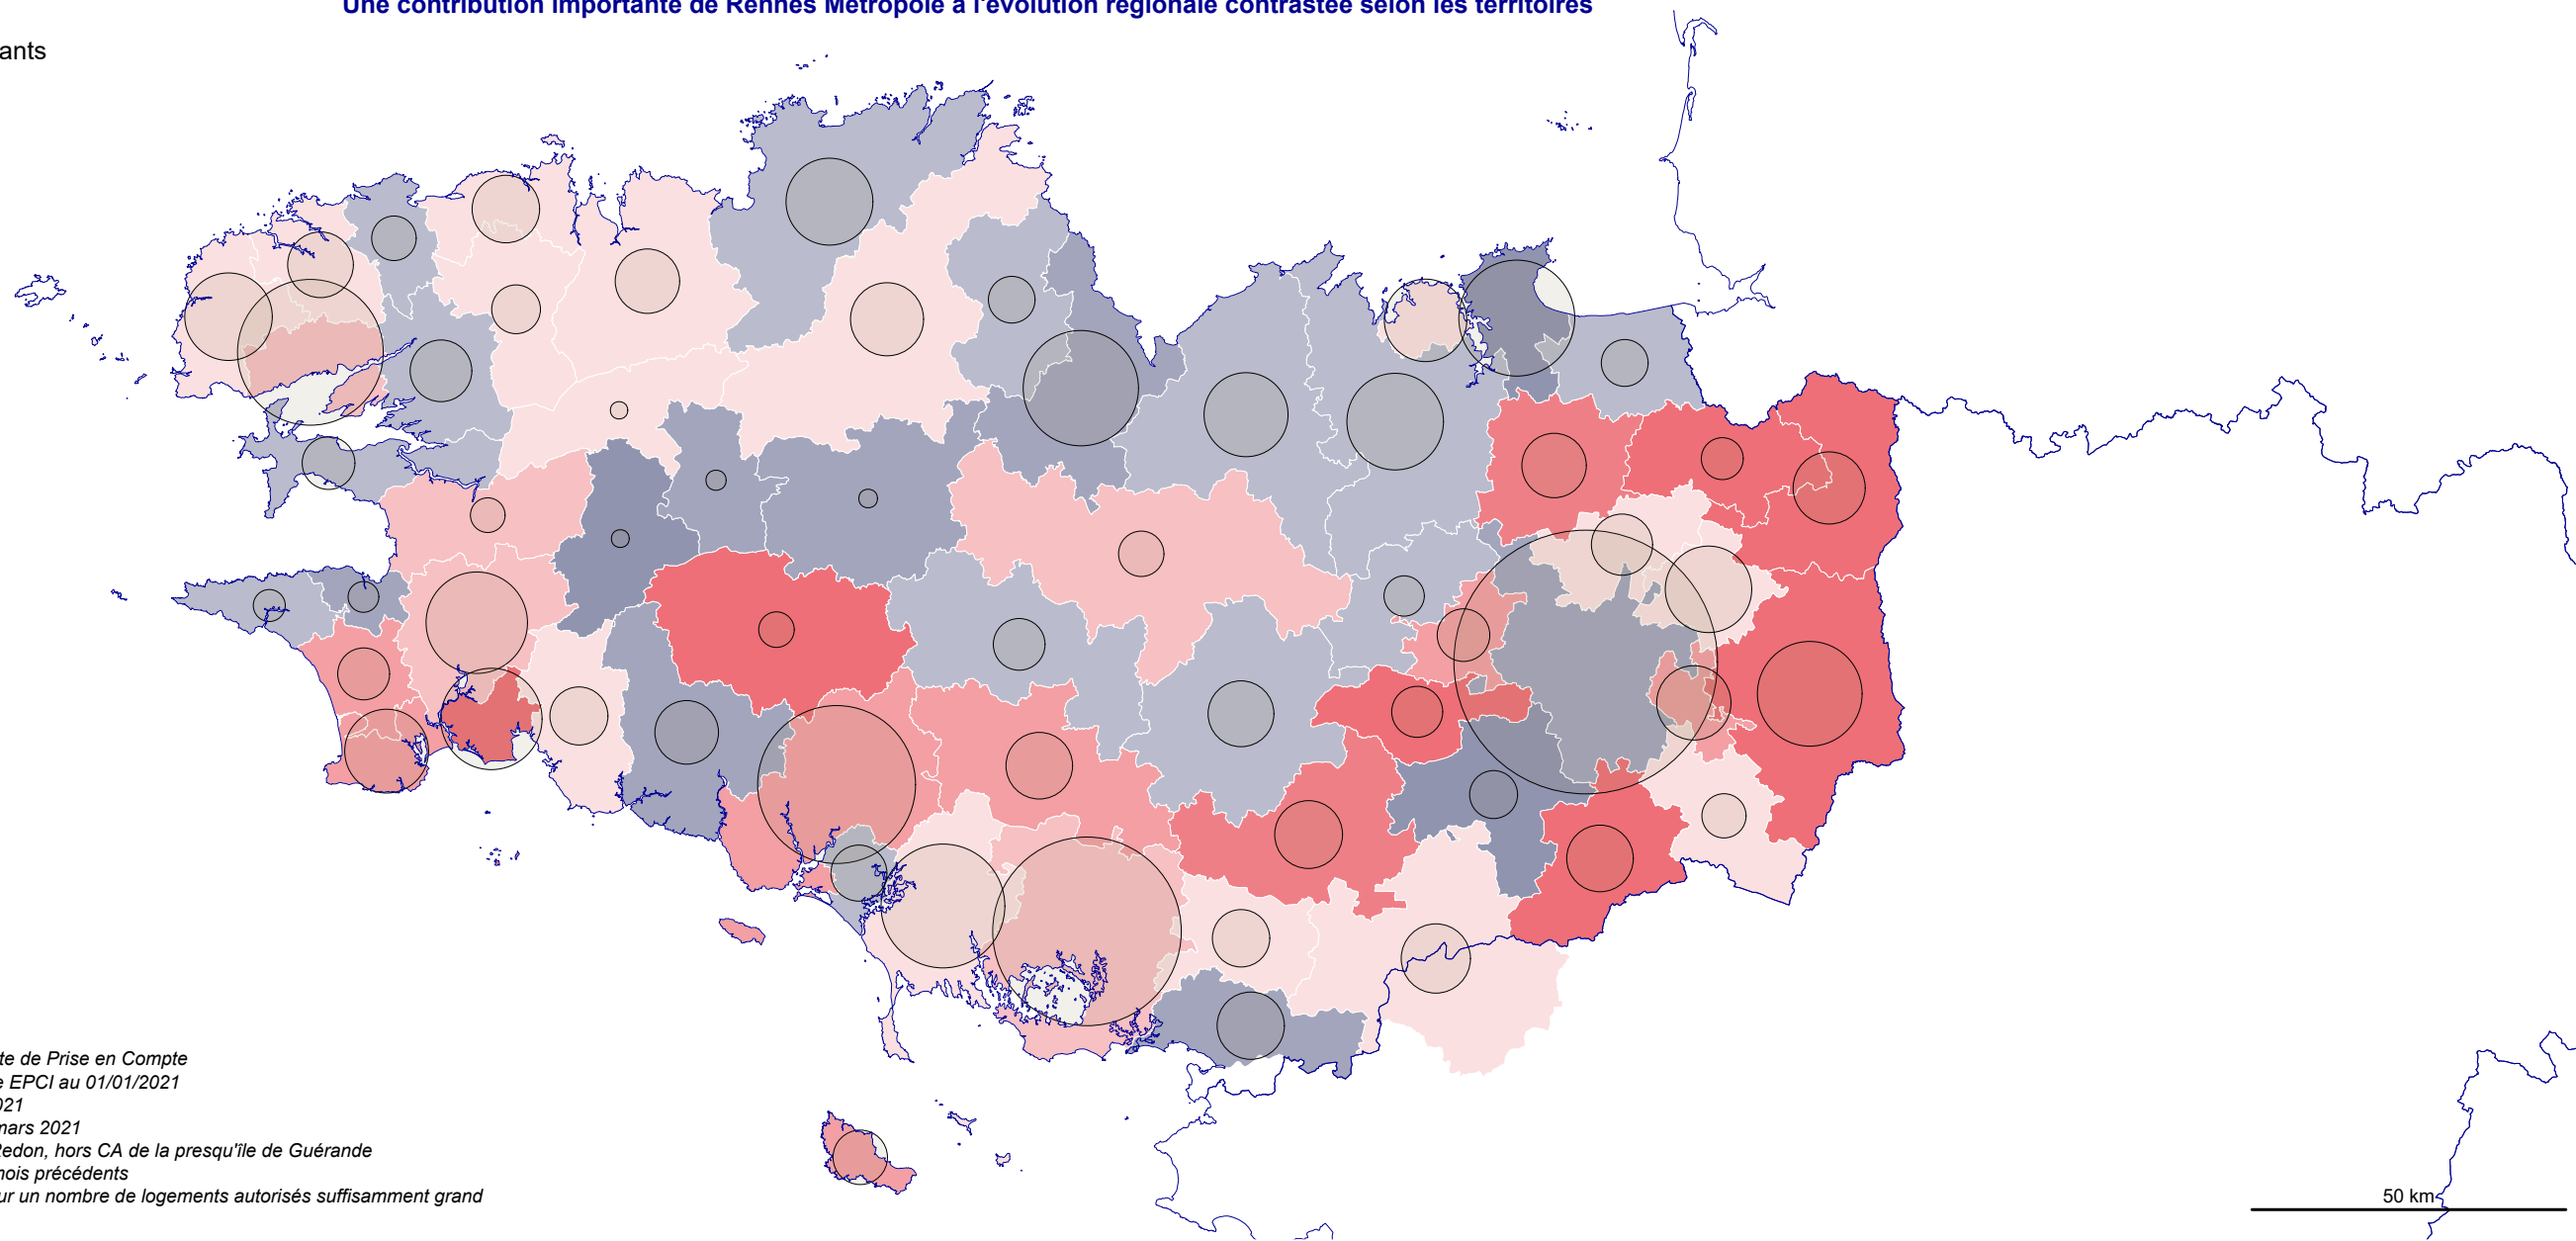 Une contribution importante de Rennes Métropole à l'évolution régionale contrastée selon les territoires
ants
te de Prise en Compte
e EPCI au 01/01/2021
021
mars 2021
Redon, hors CA de la presqu'île de Guérande
mois précédents
ur un nombre de logements autorisés suffisamment grand
50 km